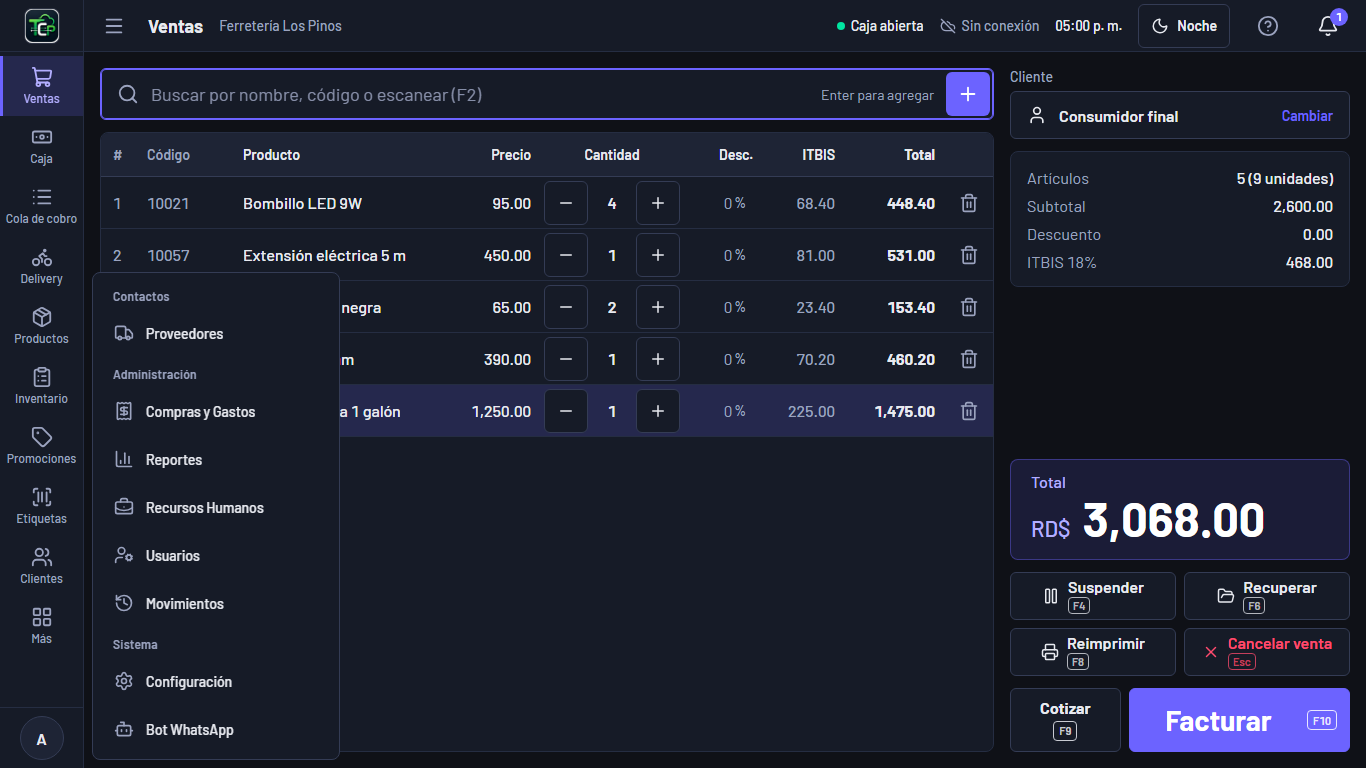 TCP
Ventas
Ferretería Los Pinos
Caja abierta
Sin conexión
05:00 p. m.
Noche
1
Ventas
Caja
Cola de cobro
Delivery
Productos
Inventario
Promociones
Etiquetas
Clientes
Más
A
Buscar por nombre, código o escanear (F2)
Enter para agregar
# Código Producto Precio Cantidad Desc. ITBIS Total
1 10021 Bombillo LED 9W 95.00 4 0 % 68.40 448.40
2 10057 Extensión eléctrica 5 m 450.00 1 0 % 81.00 531.00
negra 65.00 2 0 % 23.40 153.40
390.00 1 0 % 70.20 460.20
a 1 galón 1,250.00 1 0 % 225.00 1,475.00
Contactos
Proveedores
Administración
Compras y Gastos
Reportes
Recursos Humanos
Usuarios
Movimientos
Sistema
Configuración
Bot WhatsApp
Cliente
Consumidor final
Cambiar
Artículos 5 (9 unidades)
Subtotal 2,600.00
Descuento 0.00
ITBIS 18% 468.00
Total
RD$ 3,068.00
Suspender
F4
Recuperar
F6
Reimprimir
F8
Cancelar venta
Esc
Cotizar
F9
Facturar
F10